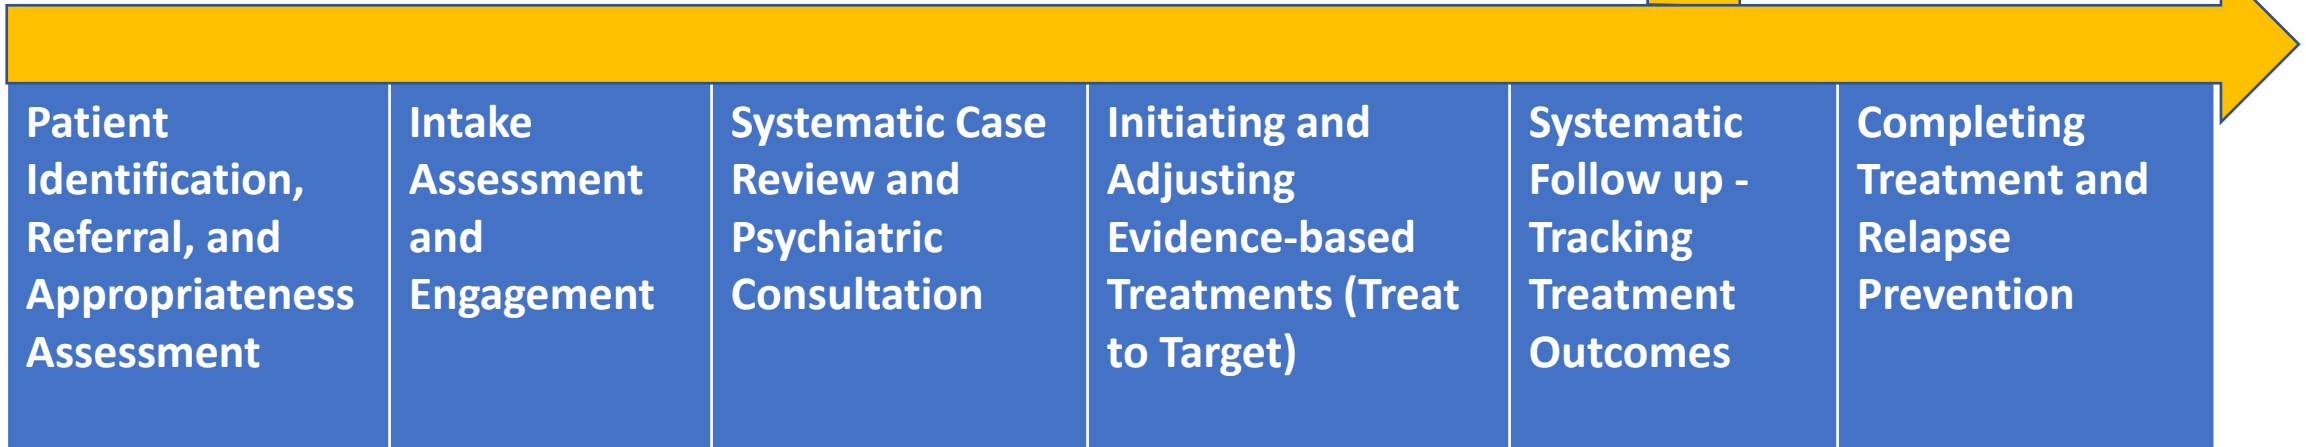 Patient
Identification,
Referral, and
Appropriateness
Assessment
Intake
Assessment
and
Engagement
Systematic Case
Review and
Psychiatric
Consultation
Initiating and
Adjusting
Evidence-based
Treatments (Treat
to Target)
Systematic
Follow up -
Tracking
Treatment
Outcomes
Completing
Treatment and
Relapse
Prevention